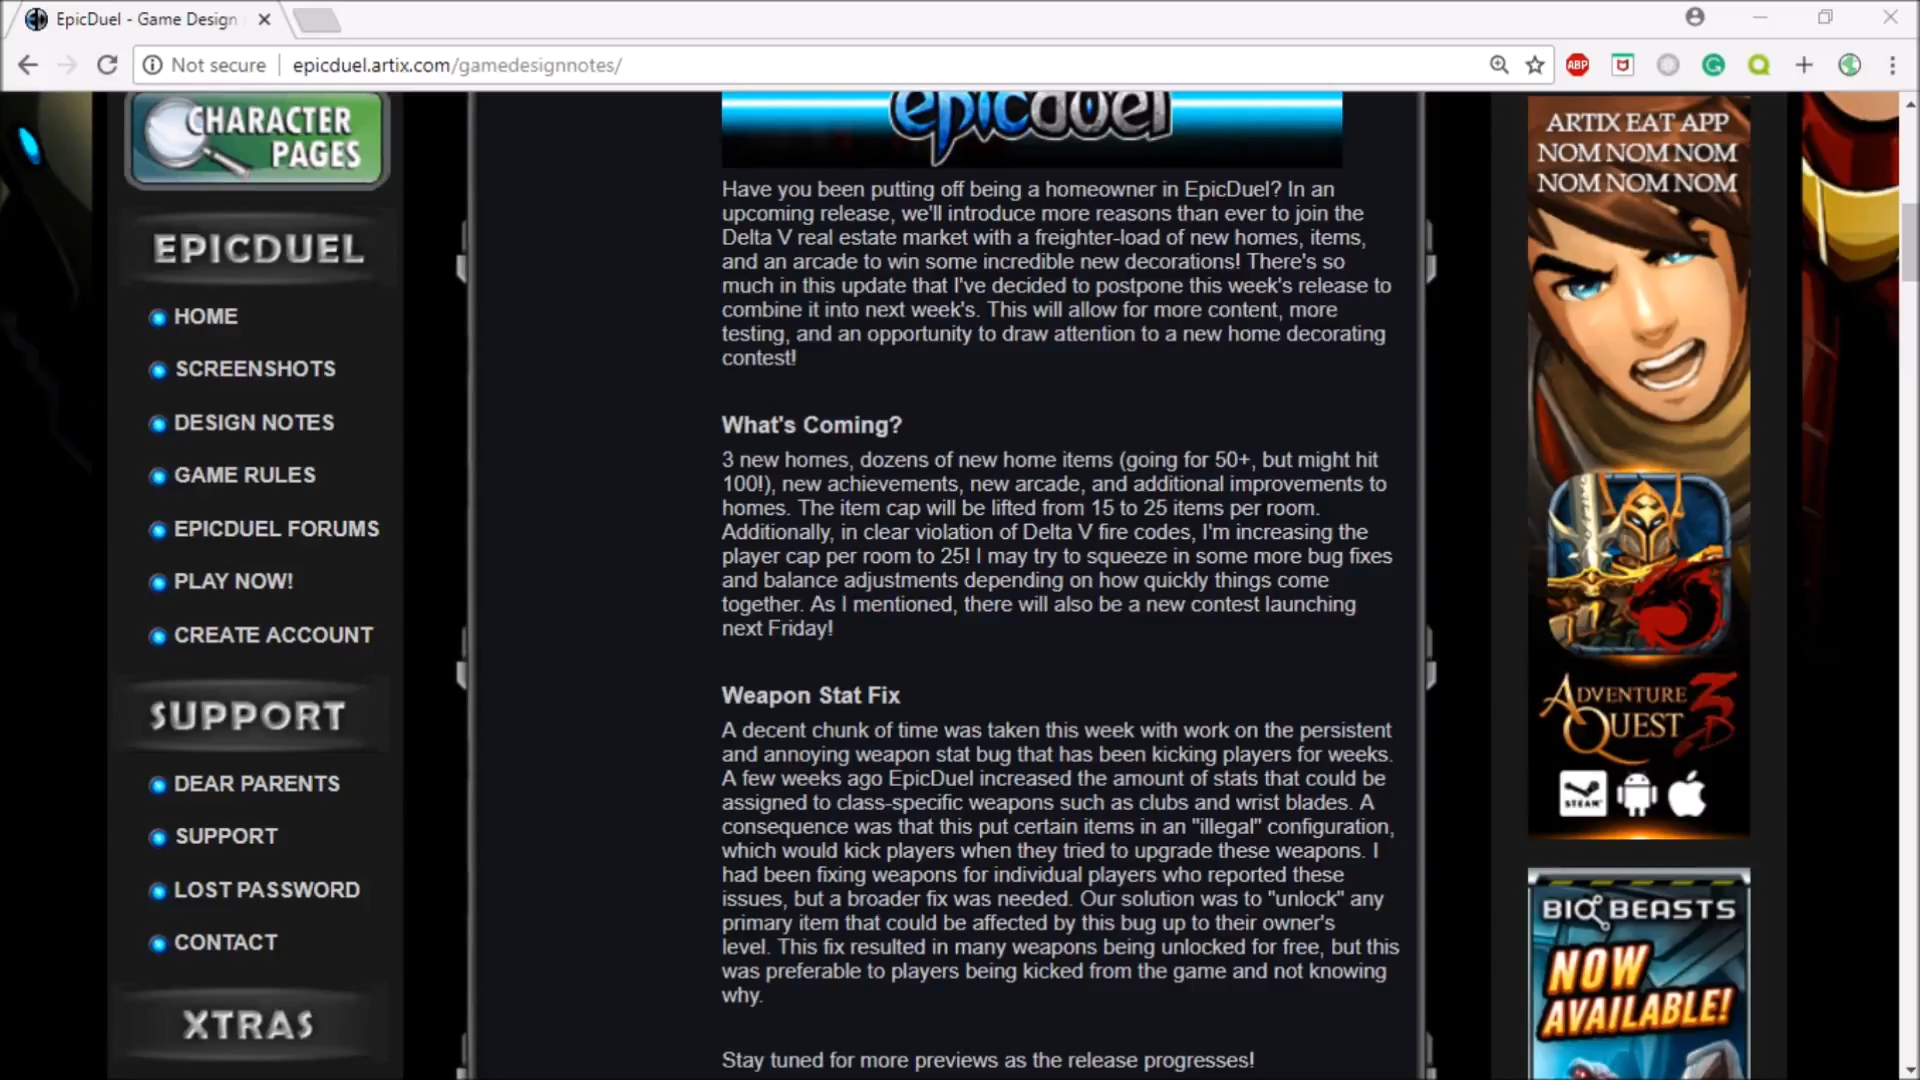 EpicDuel - Game Design
Not secure
epicduel.artix.com/gamedesignnotes/
ABP
CHARACTER
PAGES
EPICDUEL
HOME
SCREENSHOTS
DESIGN NOTES
GAME RULES
EPICDUEL FORUMS
PLAY NOW!
CREATE ACCOUNT
SUPPORT
DEAR PARENTS
SUPPORT
LOST PASSWORD
CONTACT
XTRAS
epicduel
Have you been putting off being a homeowner in EpicDuel? In an
upcoming release, we'll introduce more reasons than ever to join the
Delta V real estate market with a freighter-load of new homes, items,
and an arcade to win some incredible new decorations! There's so
much in this update that I've decided to postpone this week's release to
combine it into next week's. This will allow for more content, more
testing, and an opportunity to draw attention to a new home decorating
contest!
What's Coming?
3 new homes, dozens of new home items (going for 50+, but might hit
100!), new achievements, new arcade, and additional improvements to
homes. The item cap will be lifted from 15 to 25 items per room.
Additionally, in clear violation of Delta V fire codes, I'm increasing the
player cap per room to 25! I may try to squeeze in some more bug fixes
and balance adjustments depending on how quickly things come
together. As I mentioned, there will also be a new contest launching
next Friday!
Weapon Stat Fix
A decent chunk of time was taken this week with work on the persistent
and annoying weapon stat bug that has been kicking players for weeks.
A few weeks ago EpicDuel increased the amount of stats that could be
assigned to class-specific weapons such as clubs and wrist blades. A
consequence was that this put certain items in an "illegal" configuration,
which would kick players when they tried to upgrade these weapons. I
had been fixing weapons for individual players who reported these
issues, but a broader fix was needed. Our solution was to "unlock" any
primary item that could be affected by this bug up to their owner's
level. This fix resulted in many weapons being unlocked for free, but this
was preferable to players being kicked from the game and not knowing
why.
Stay tuned for more previews as the release progresses!
ARTIX EAT APP
NOM NOM NOM
NOM NOM NOM
ADVENTURE
QUEST 3D
STEAM
BIO BEASTS
NOW
AVAILABLE!